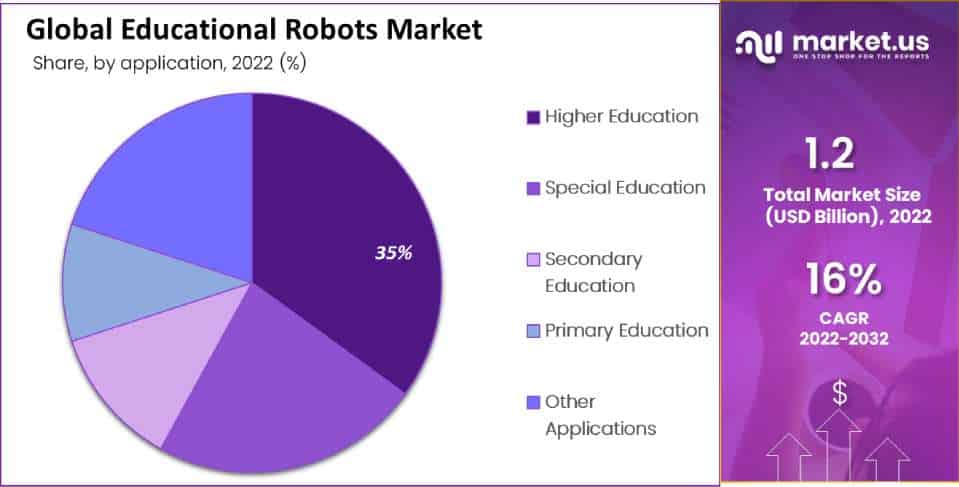 Global Educational Robots Market
Share, by application, 2022 (%)
35%
Higher Education
Special Education
Secondary
Education
Primary Education
Other
Applications
market.us
ONE STOP SHOP FOR THE REPORTS
1.2
Total Market Size
(USD Billion), 2022
16%
CAGR
2022-2032
$